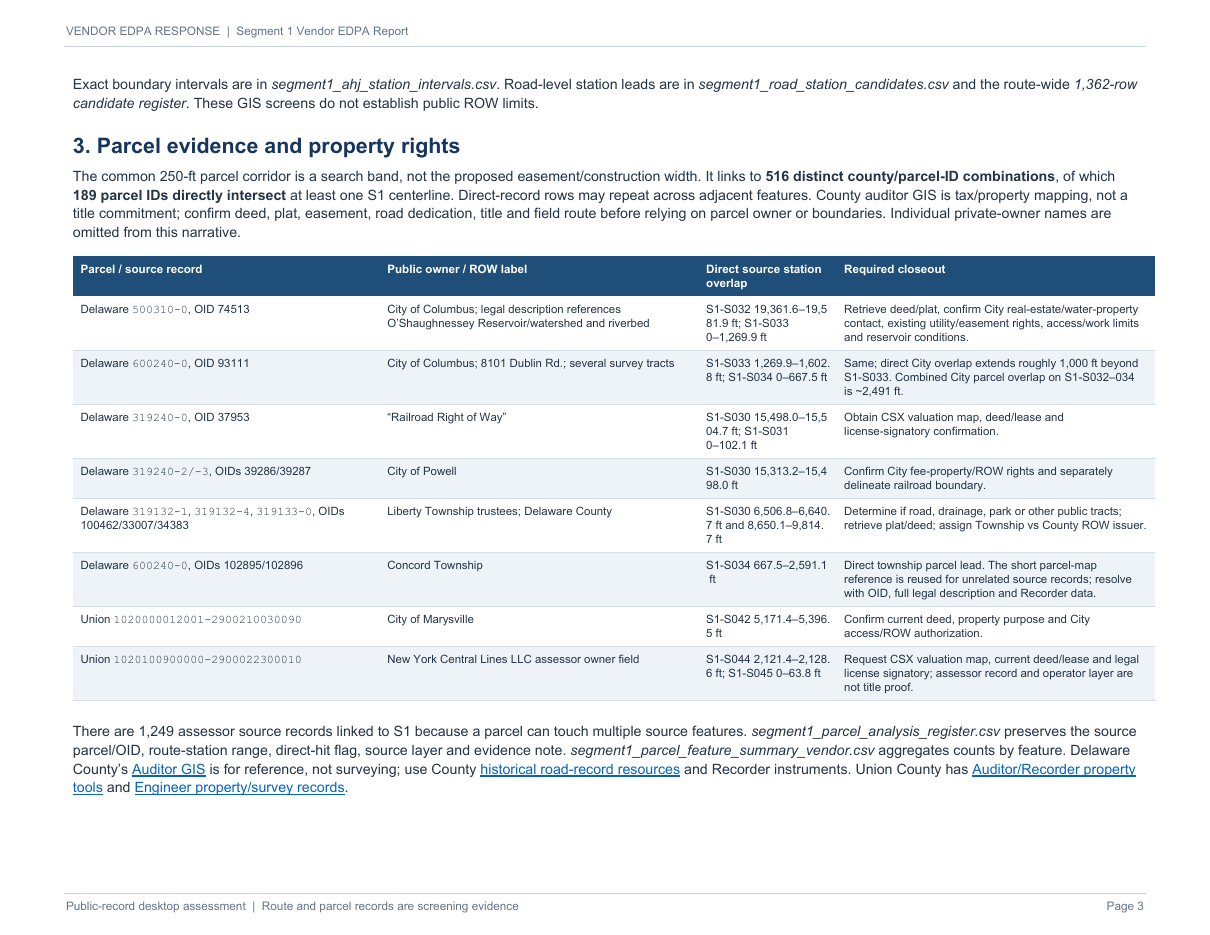 VENDOR EDPA RESPONSE | Segment 1 Vendor EDPA Report
Exact boundary intervals are in segment1_ahj_station_intervals.csv. Road-level station leads are in segment1_road_station_candidates.csv and the route-wide 1,362-row
candidate register. These GIS screens do not establish public ROW limits.
3. Parcel evidence and property rights
The common 250-ft parcel corridor is a search band, not the proposed easement/construction width. It links to 516 distinct county/parcel-ID combinations, of which
189 parcel IDs directly intersect at least one S1 centerline. Direct-record rows may repeat across adjacent features. County auditor GIS is tax/property mapping, not a
title commitment; confirm deed, plat, easement, road dedication, title and field route before relying on parcel owner or boundaries. Individual private-owner names are
omitted from this narrative.
Parcel / source record
Public owner / ROW label
Direct source station
overlap
Required closeout
Delaware 500310-0, OID 74513
City of Columbus; legal description references
O’Shaughnessey Reservoir/watershed and riverbed
S1-S032 19,361.6–19,5
81.9 ft; S1-S033
0–1,269.9 ft
Retrieve deed/plat, confirm City real-estate/water-property
contact, existing utility/easement rights, access/work limits
and reservoir conditions.
Delaware 600240-0, OID 93111
City of Columbus; 8101 Dublin Rd.; several survey tracts
S1-S033 1,269.9–1,602.
8 ft; S1-S034 0–667.5 ft
Same; direct City overlap extends roughly 1,000 ft beyond
S1-S033. Combined City parcel overlap on S1-S032–034
is ~2,491 ft.
Delaware 319240-0, OID 37953
“Railroad Right of Way”
S1-S030 15,498.0–15,5
04.7 ft; S1-S031
0–102.1 ft
Obtain CSX valuation map, deed/lease and
license-signatory confirmation.
Delaware 319240-2/-3, OIDs 39286/39287
City of Powell
S1-S030 15,313.2–15,4
98.0 ft
Confirm City fee-property/ROW rights and separately
delineate railroad boundary.
Delaware 319132-1, 319132-4, 319133-0, OIDs
100462/33007/34383
Liberty Township trustees; Delaware County
S1-S030 6,506.8–6,640.
7 ft and 8,650.1–9,814.
7 ft
Determine if road, drainage, park or other public tracts;
retrieve plat/deed; assign Township vs County ROW issuer.
Delaware 600240-0, OIDs 102895/102896
Concord Township
S1-S034 667.5–2,591.1
ft
Direct township parcel lead. The short parcel-map
reference is reused for unrelated source records; resolve
with OID, full legal description and Recorder data.
Union 1020000012001-2900210030090
City of Marysville
S1-S042 5,171.4–5,396.
5 ft
Confirm current deed, property purpose and City
access/ROW authorization.
Union 1020100900000-2900022300010
New York Central Lines LLC assessor owner field
S1-S044 2,121.4–2,128.
6 ft; S1-S045 0–63.8 ft
Request CSX valuation map, current deed/lease and legal
license signatory; assessor record and operator layer are
not title proof.
There are 1,249 assessor source records linked to S1 because a parcel can touch multiple source features. segment1_parcel_analysis_register.csv preserves the source
parcel/OID, route-station range, direct-hit flag, source layer and evidence note. segment1_parcel_feature_summary_vendor.csv aggregates counts by feature. Delaware
County’s Auditor GIS is for reference, not surveying; use County historical road-record resources and Recorder instruments. Union County has Auditor/Recorder property
tools and Engineer property/survey records.
Public-record desktop assessment | Route and parcel records are screening evidence
Page 3